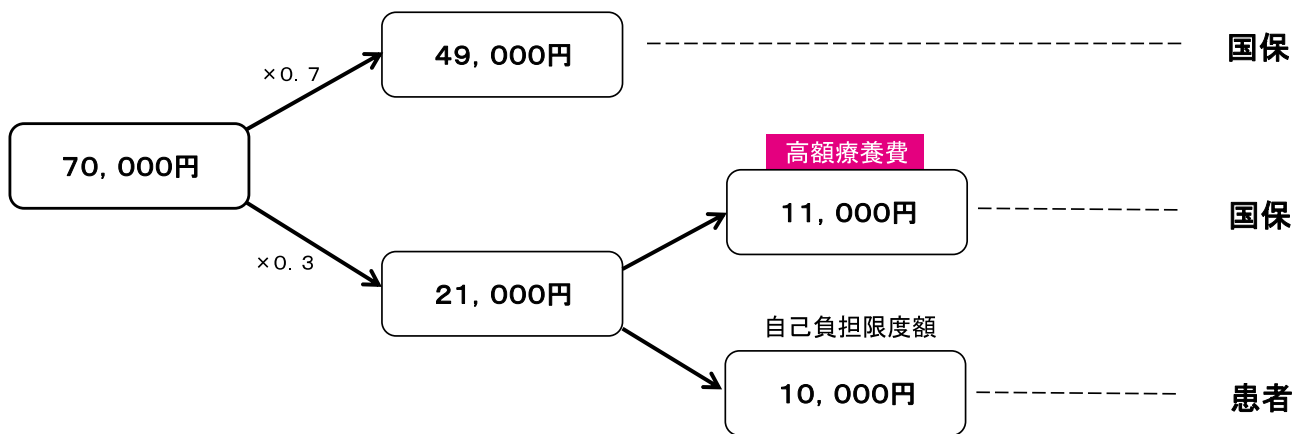 49, 000円
国保
×0. 7
高額療養費
70, 000円
11, 000円
国保
×0. 3
21, 000円
自己負担限度額
10, 000円
患者